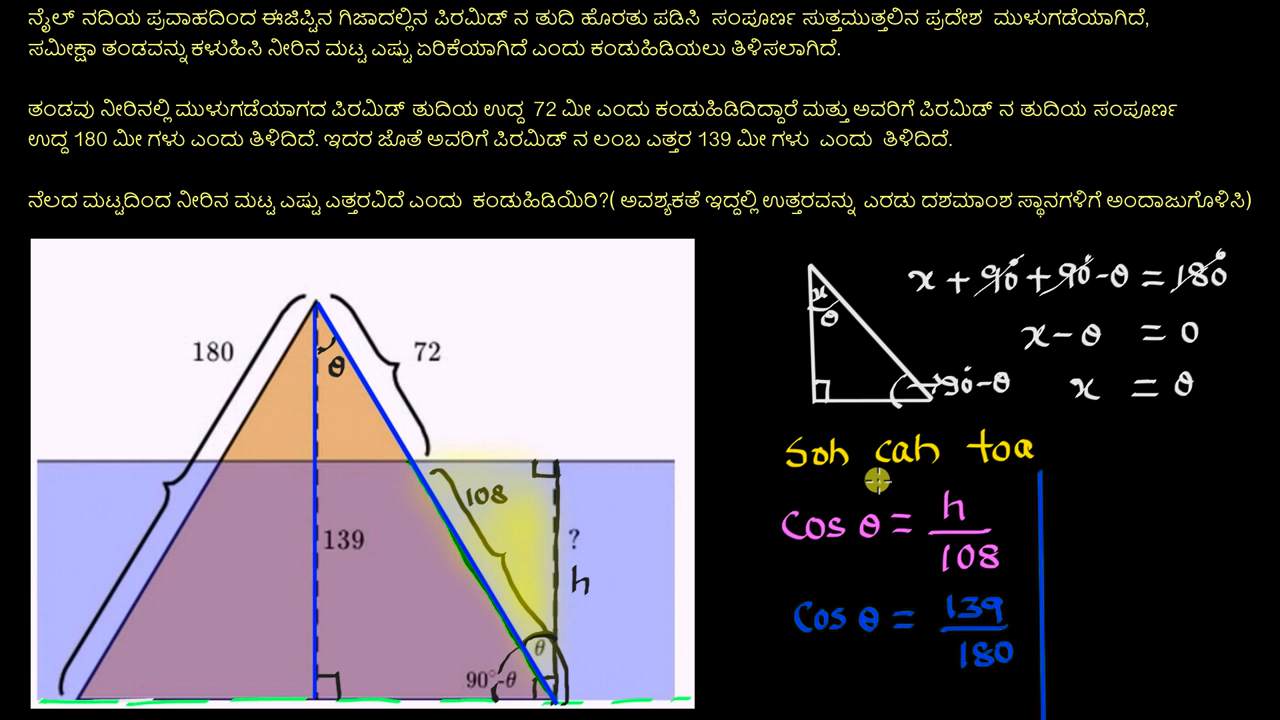 ನೈಲ್ ನದಿಯ ಪ್ರವಾಹದಿಂದ ಈಜಿಪ್ಟಿನ ಗಿಜಾದಲ್ಲಿನ ಪಿರಮಿಡ್ ನ ತುದಿ ಹೊರತು ಪಡಿಸಿ ಸಂಪೂರ್ಣ ಸುತ್ತಮುತ್ತಲಿನ ಪ್ರದೇಶ ಮುಳುಗಡೆಯಾಗಿದೆ,
ಸಮೀಕ್ಷಾ ತಂಡವನ್ನು ಕಳುಹಿಸಿ ನೀರಿನ ಮಟ್ಟ ಎಷ್ಟು ಏರಿಕೆಯಾಗಿದೆ ಎಂದು ಕಂಡುಹಿಡಿಯಲು ತಿಳಿಸಲಾಗಿದೆ.
ತಂಡವು ನೀರಿನಲ್ಲಿ ಮುಳುಗಡೆಯಾಗದ ಪಿರಮಿಡ್ ತುದಿಯ ಉದ್ದ 72 ಮೀ ಎಂದು ಕಂಡುಹಿಡಿದಿದ್ದಾರೆ ಮತ್ತು ಅವರಿಗೆ ಪಿರಮಿಡ್ ನ ತುದಿಯ ಸಂಪೂರ್ಣ
ಉದ್ದ 180 ಮೀ ಗಳು ಎಂದು ತಿಳಿದಿದೆ. ಇದರ ಜೊತೆ ಅವರಿಗೆ ಪಿರಮಿಡ್ ನ ಲಂಬ ಎತ್ತರ 139 ಮೀ ಗಳು ಎಂದು ತಿಳಿದಿದೆ.
ನೆಲದ ಮಟ್ಟದಿಂದ ನೀರಿನ ಮಟ್ಟ ಎಷ್ಟು ಎತ್ತರವಿದೆ ಎಂದು ಕಂಡುಹಿಡಿಯಿರಿ?( ಅವಶ್ಯಕತೆ ಇದ್ದಲ್ಲಿ ಉತ್ತರವನ್ನು ಎರಡು ದಶಮಾಂಶ ಸ್ಥಾನಗಳಿಗೆ ಅಂದಾಜುಗೊಳಿಸಿ)
180
θ
72
108
139
?
h
θ
90°-θ
x
θ
90°-θ
x + 90° + 90° - θ = 180°
x - θ = 0
x = θ
Soh cah toa
Cos θ = h/108
Cos θ = 139/180